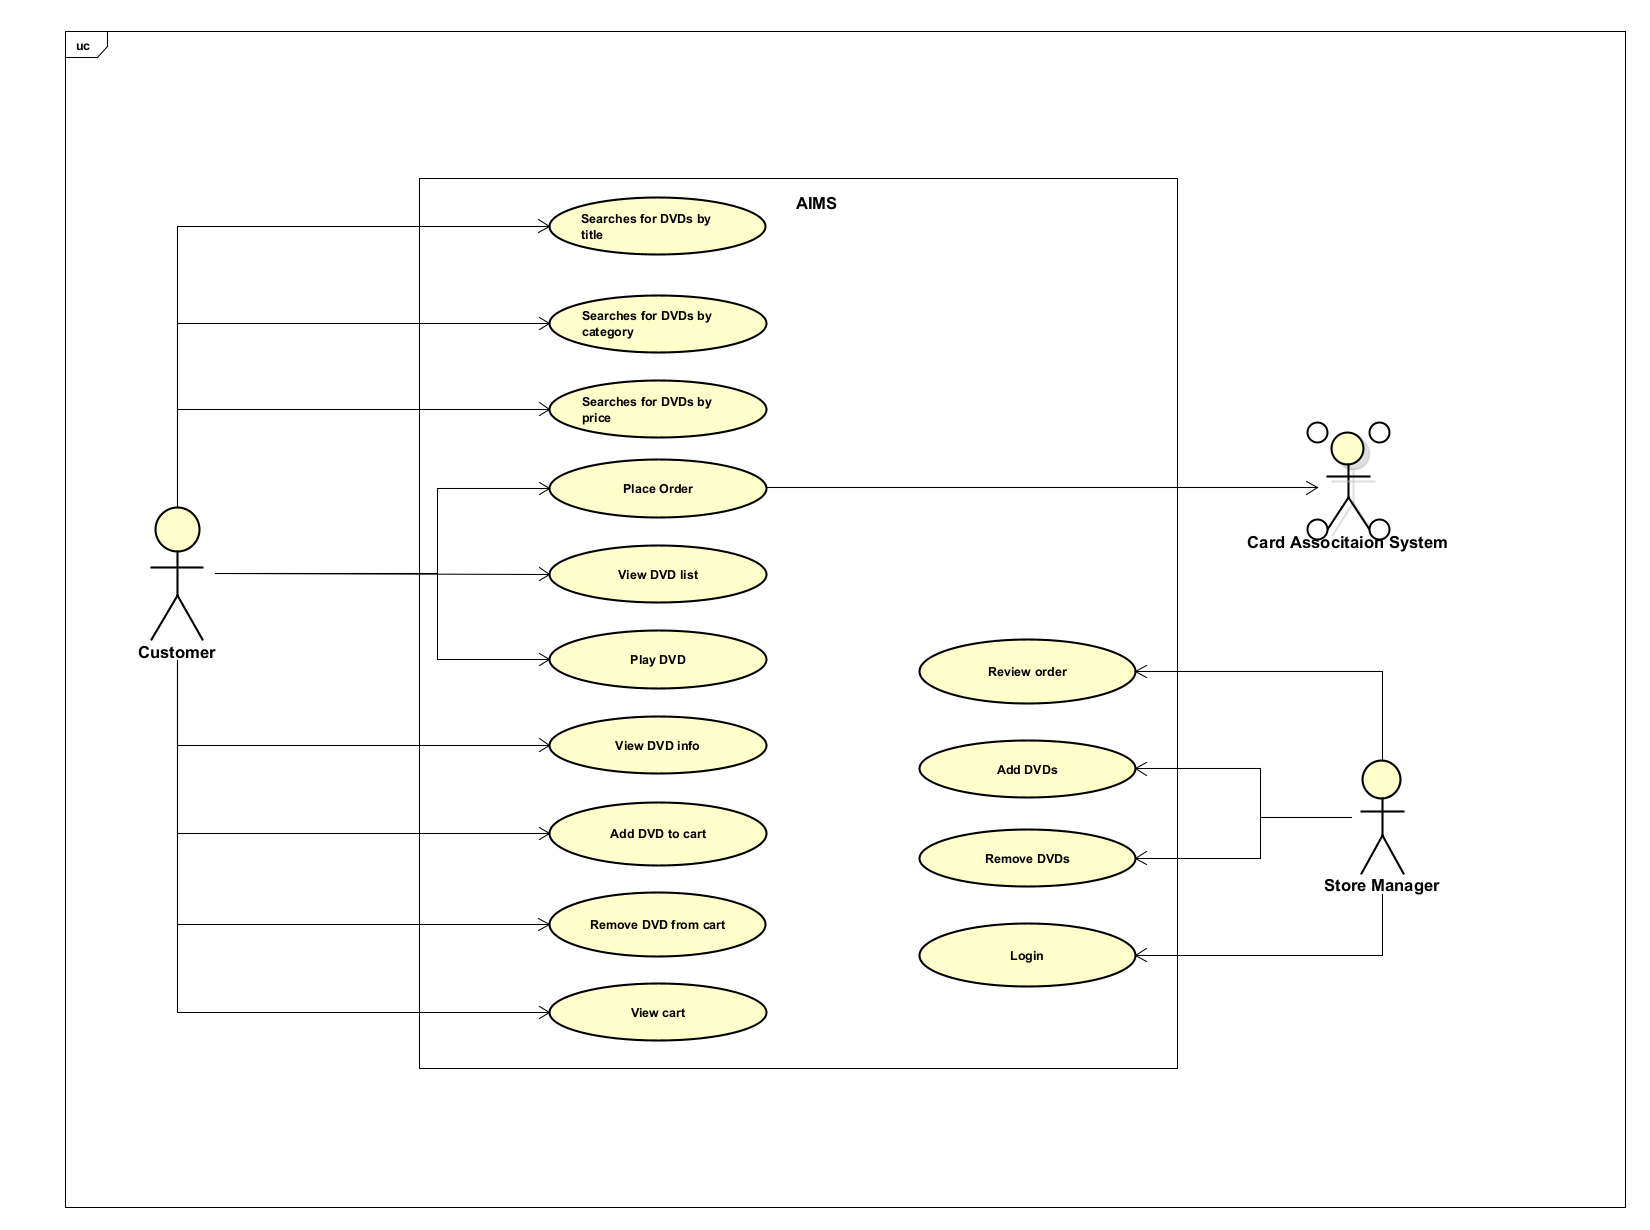 uc
AIMS
Searches for DVDs by
title
Searches for DVDs by
category
Searches for DVDs by
price
Place Order
Card Associtaion System
View DVD list
Customer
Play DVD
Review order
View DVD info
Add DVDs
Add DVD to cart
Remove DVDs
Store Manager
Remove DVD from cart
Login
View cart